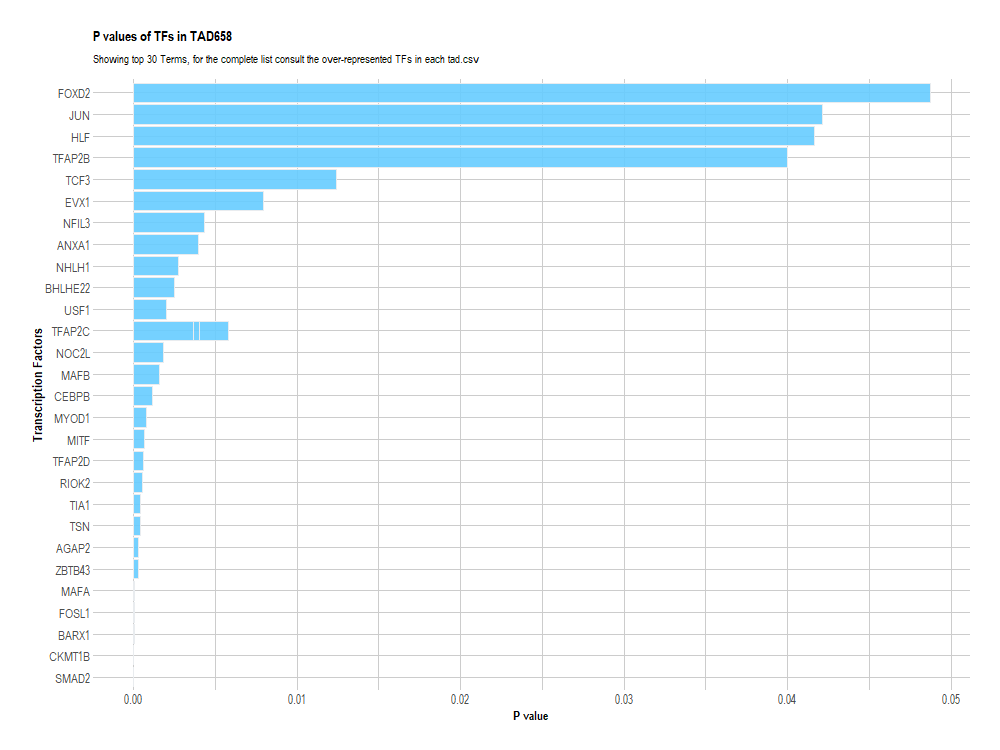 P values of TFs in TAD658
Showing top 30 Terms, for the complete list consult the over-represented TFs in each tad.csv
Transcription Factors
FOXD2
JUN
HLF
TFAP2B
TCF3
EVX1
NFIL3
ANXA1
NHLH1
BHLHE22
USF1
TFAP2C
NOC2L
MAFB
CEBPB
MYOD1
MITF
TFAP2D
RIOK2
TIA1
TSN
AGAP2
ZBTB43
MAFA
FOSL1
BARX1
CKMT1B
SMAD2
0.00 0.01 0.02 0.03 0.04 0.05
P value